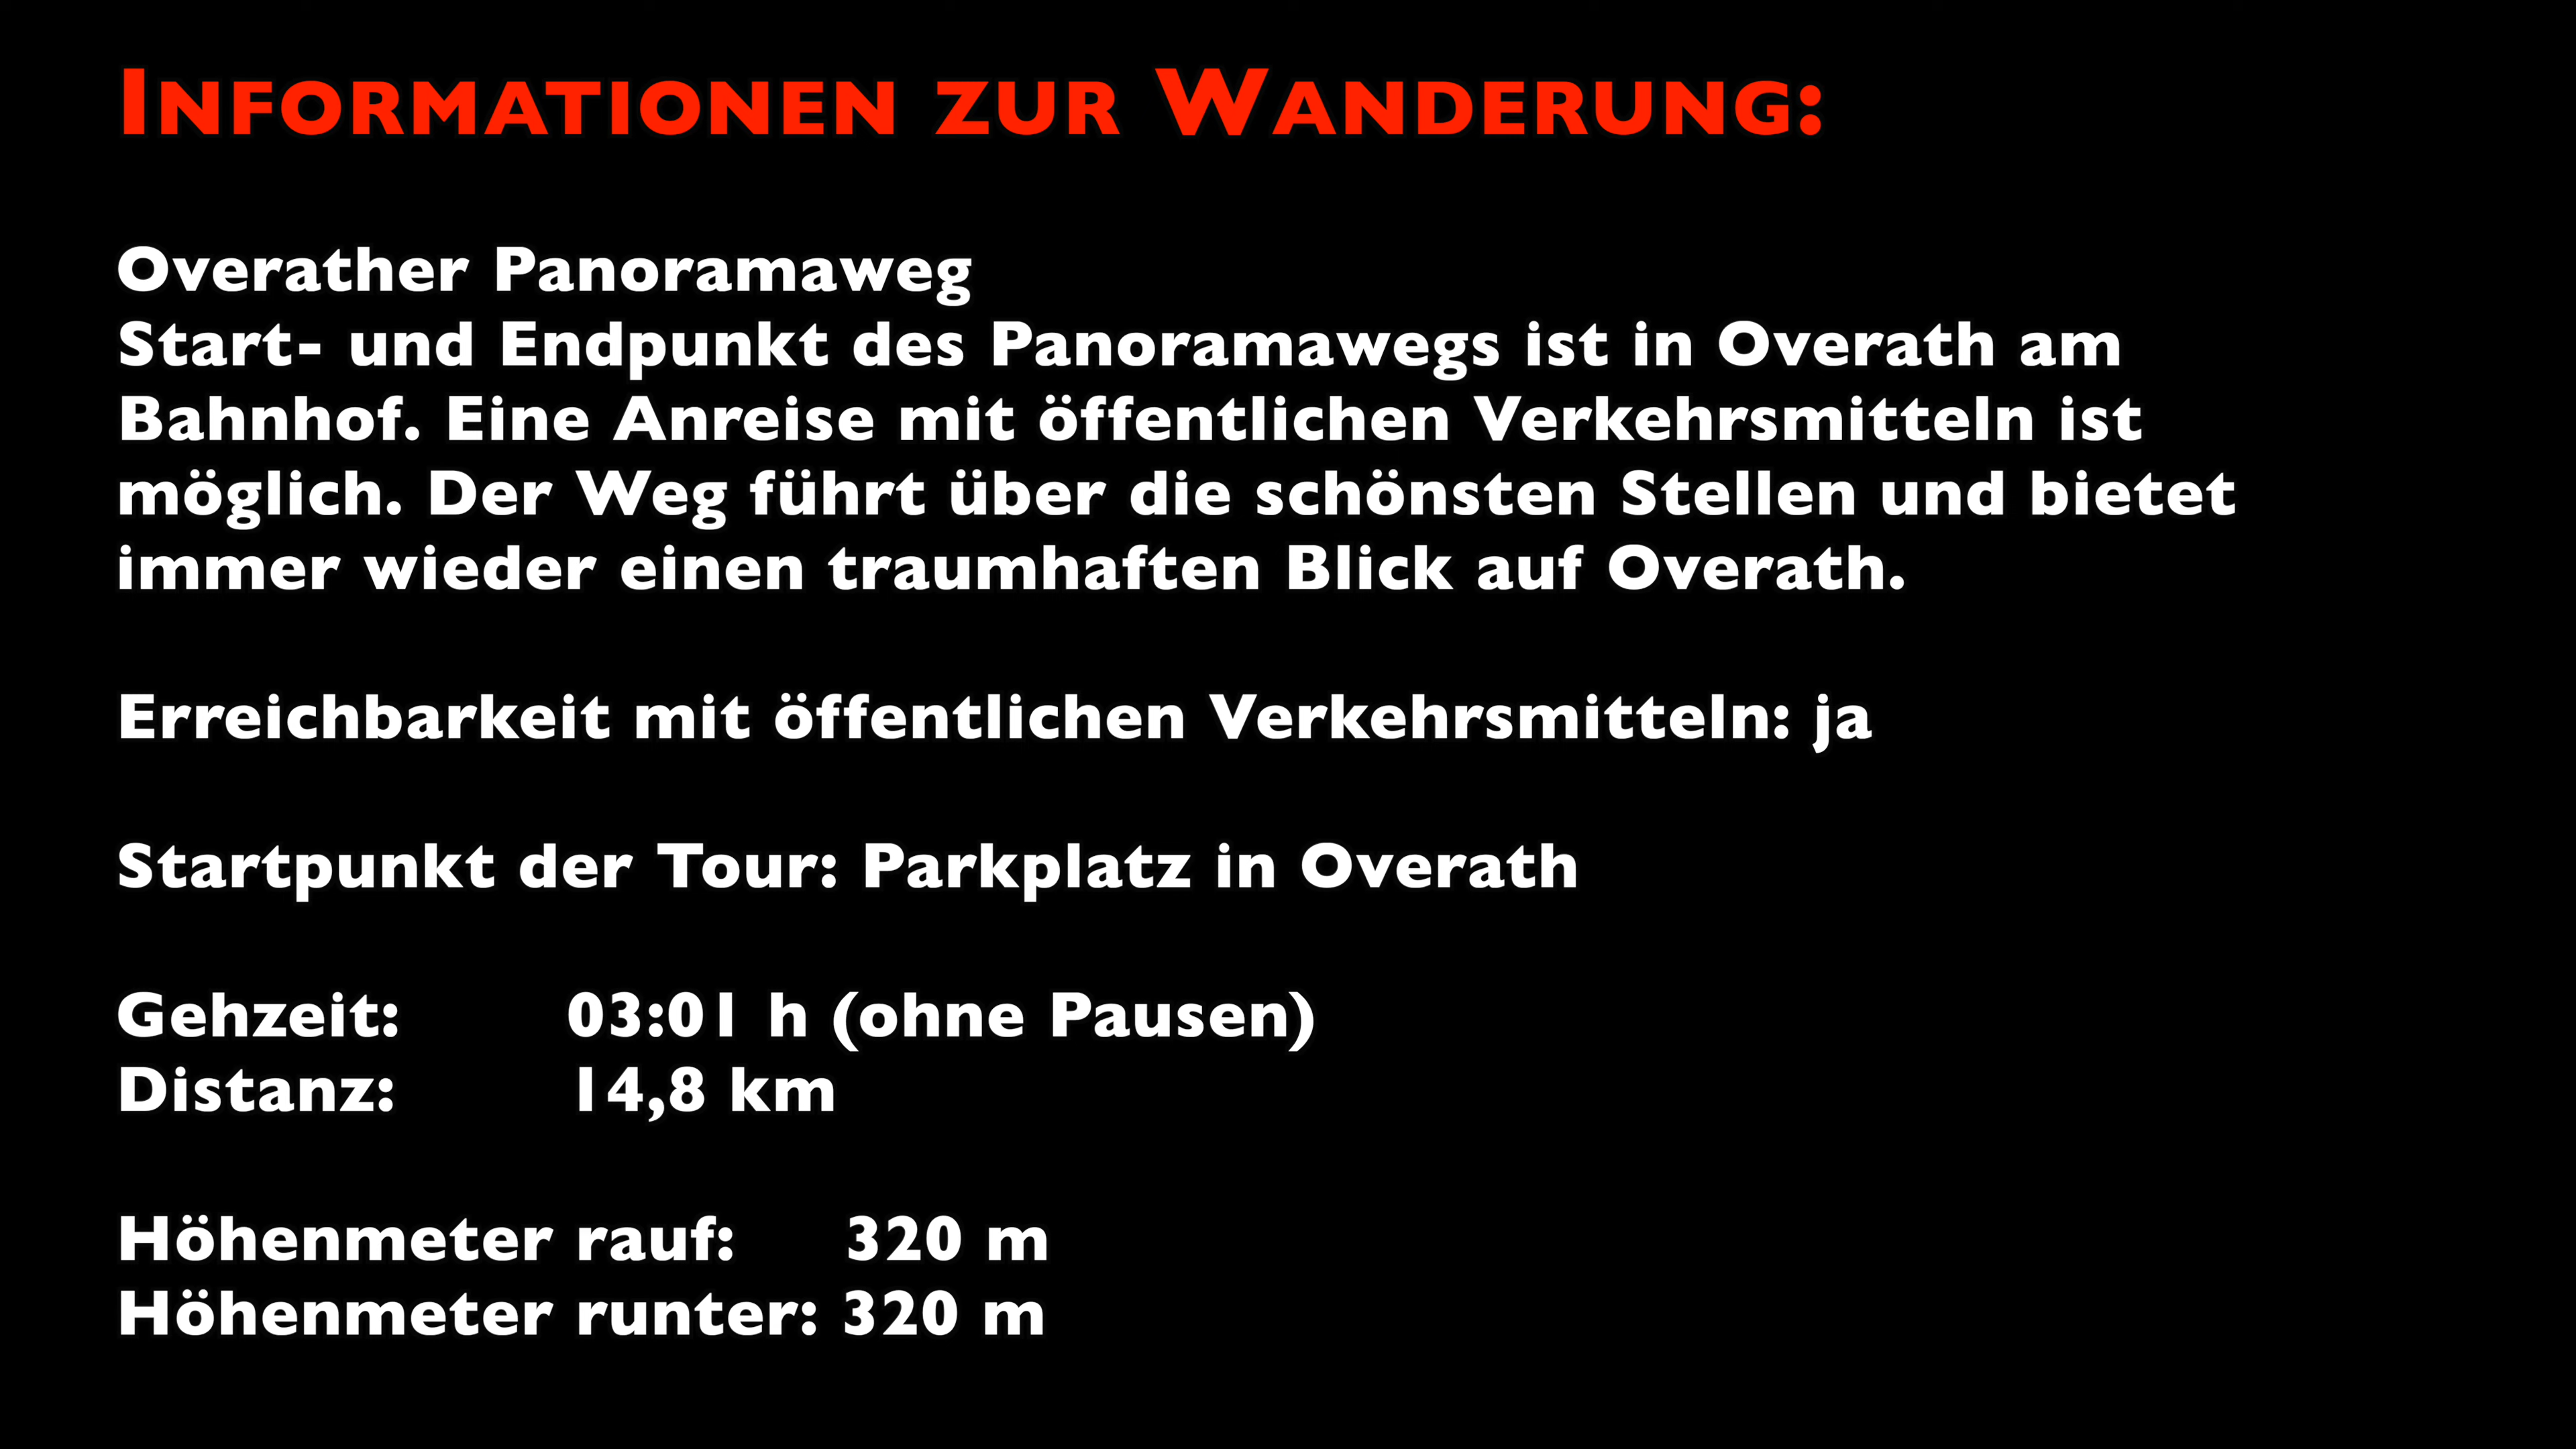 INFORMATIONEN ZUR WANDERUNG:
Overather Panoramaweg
Start- und Endpunkt des Panoramawegs ist in Overath am
Bahnhof. Eine Anreise mit öffentlichen Verkehrsmitteln ist
möglich. Der Weg führt über die schönsten Stellen und bietet
immer wieder einen traumhaften Blick auf Overath.
Erreichbarkeit mit öffentlichen Verkehrsmitteln: ja
Startpunkt der Tour: Parkplatz in Overath
Gehzeit: 03:01 h (ohne Pausen)
Distanz: 14,8 km
Höhenmeter rauf: 320 m
Höhenmeter runter: 320 m